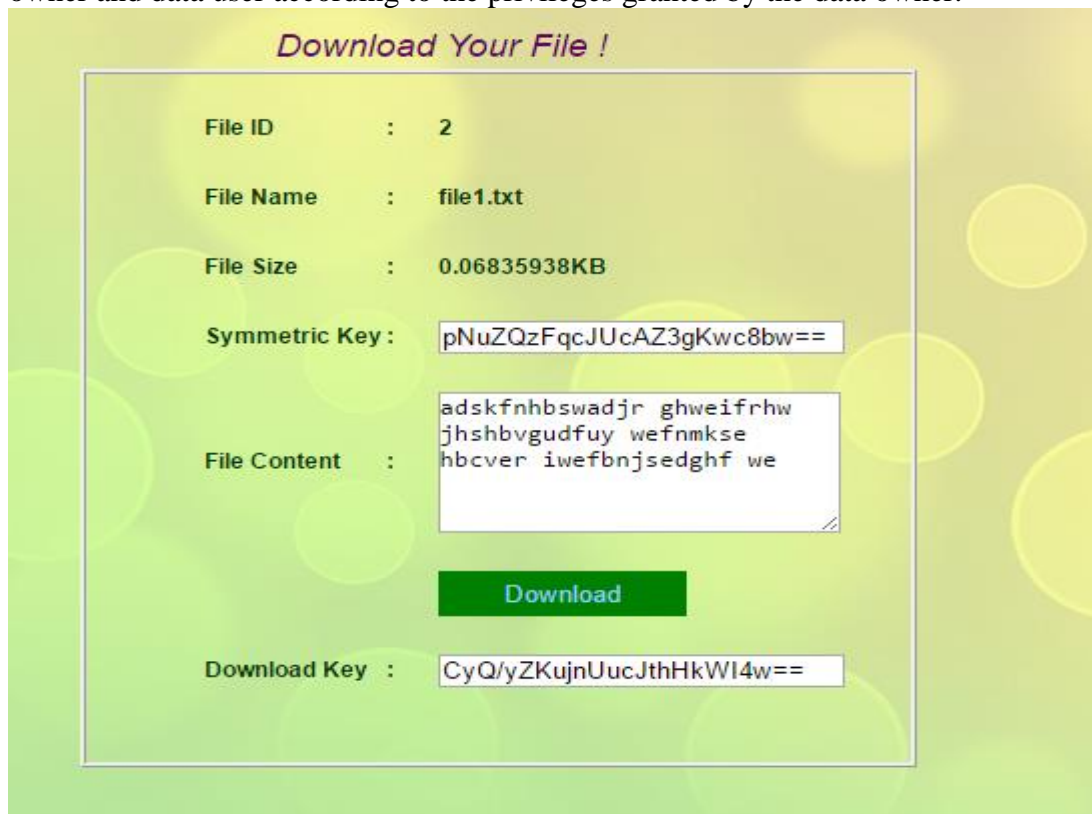 owner and data user according to the privileges granted by the data owner.
Download Your File !
File ID : 2
File Name : file1.txt
File Size : 0.06835938KB
Symmetric Key : pNuZQzFqcJUcAZ3gKwc8bw==
File Content :
adskfnhbswadjr ghweifrhw
jhshbvgudfuy wefnmkse
hbcver iwefbnjsedghf we
Download
Download Key : CyQ/yZKujnUucJthHkWI4w==